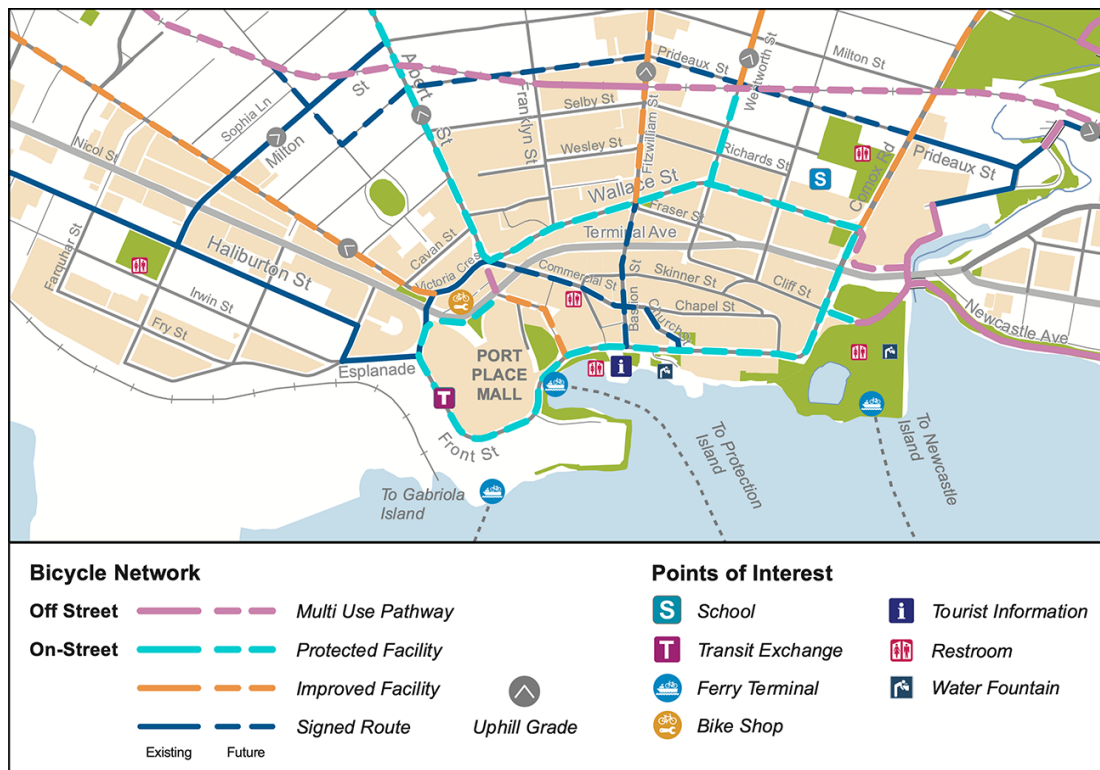 Prideaux St
Wentworth St
Milton St
Albert St
St
Sophia Ln
Milton
Nicol St
Franklyn St
Selby St
Fitzwilliam St
Wesley St
Richards St
S
Comox Rd
Prideaux St
Wallace St
Fraser St
Terminal Ave
Cavan St
Victoria Cres
Haliburton St
Farquhar St
Irwin St
Fry St
Commercial St
Bastion St
Skinner St
Cliff St
Chapel St
Church St
Newcastle Ave
Esplanade
PORT
PLACE
MALL
T
i
Front St
To Gabriola
Island
To Protection
Island
To Newcastle
Island
Bicycle Network
Off Street
Multi Use Pathway
On-Street
Protected Facility
Improved Facility
Signed Route
Existing
Future
Uphill Grade
Points of Interest
S
School
T
Transit Exchange
Ferry Terminal
Bike Shop
i
Tourist Information
Restroom
Water Fountain